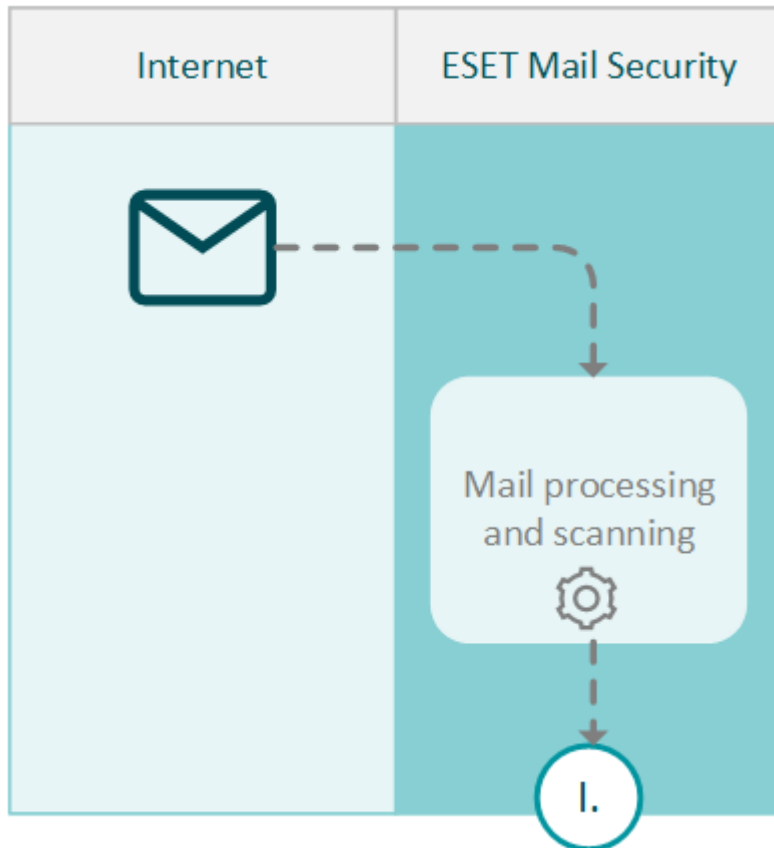 Internet
ESET Mail Security
Mail processing
and scanning
I.